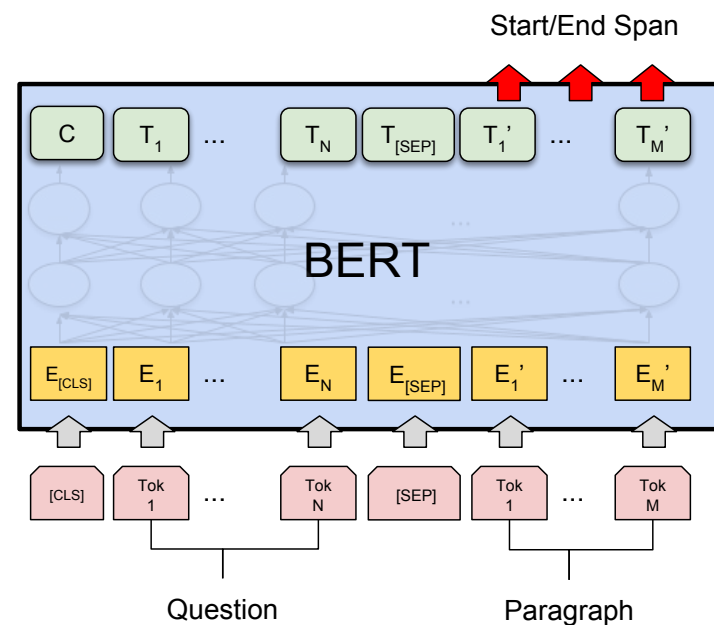 Start/End Span
C T1 ... TN T[SEP] T1’ ... TM’
...
BERT
...
E[CLS] E1 ... EN E[SEP] E1’ ... EM’
[CLS] Tok 1 ... Tok N [SEP] Tok 1 ... Tok M
Question Paragraph